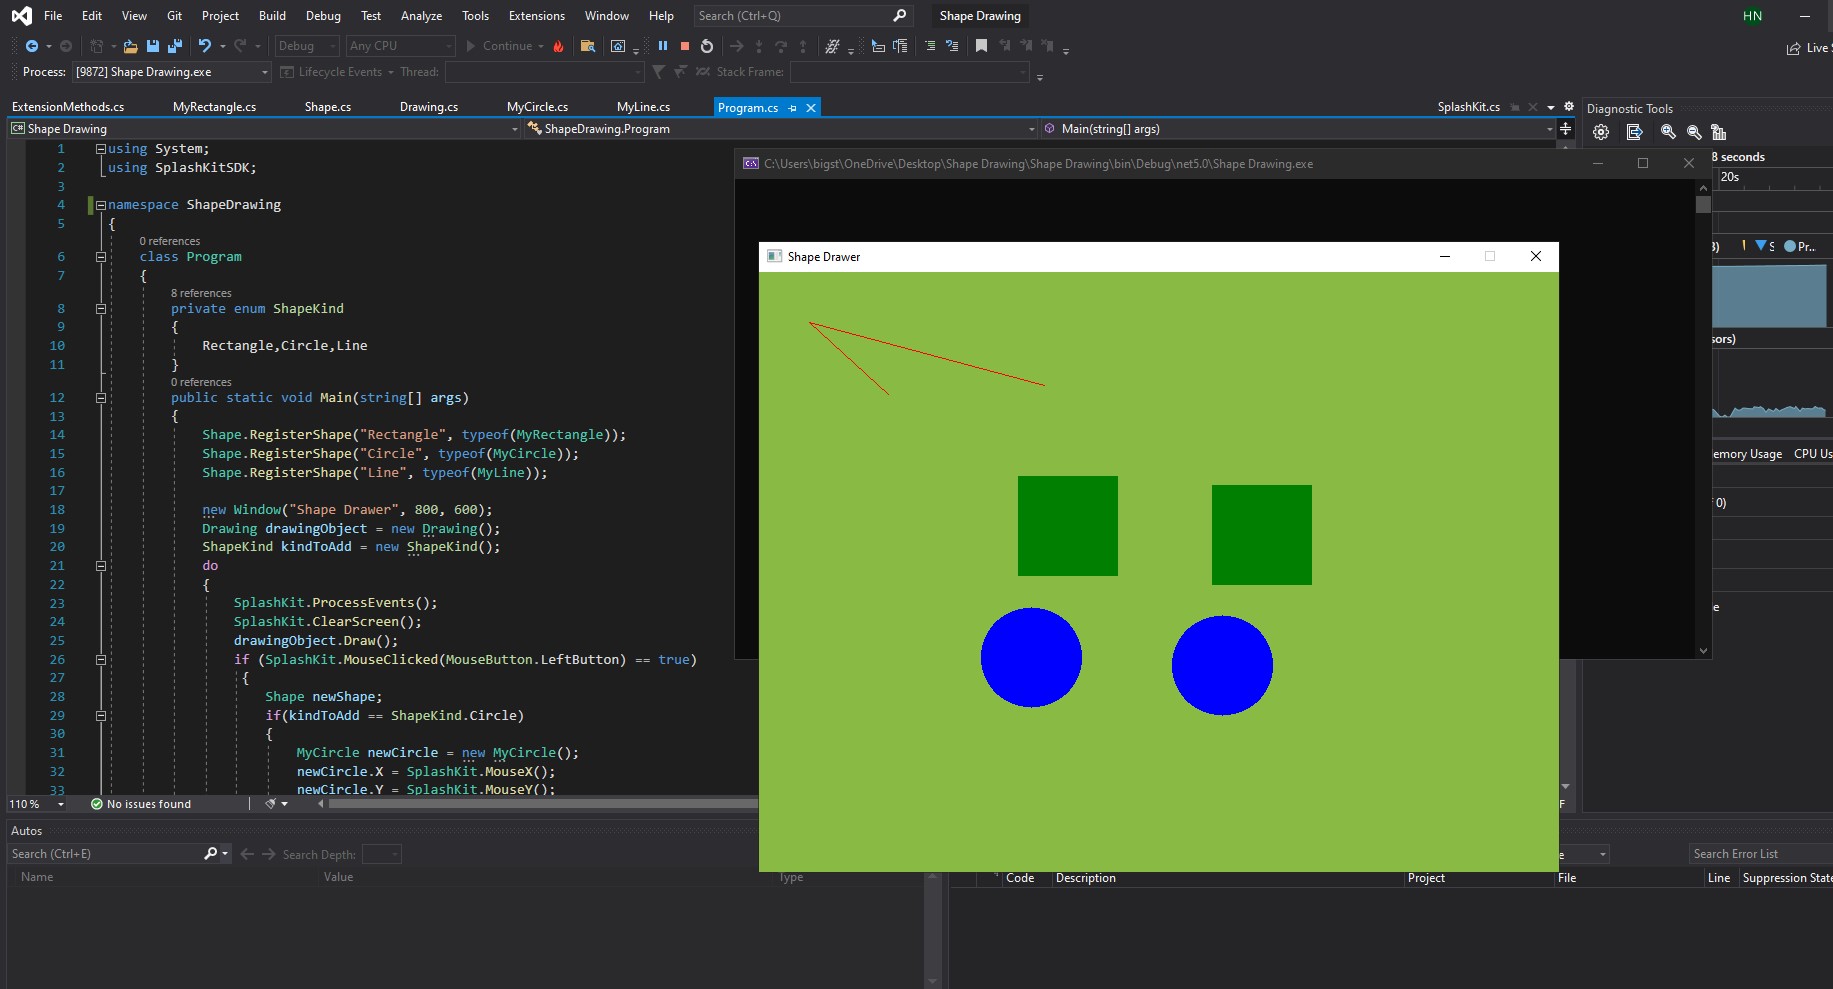 File Edit View Git Project Build Debug Test Analyze Tools Extensions Window Help Search (Ctrl+Q) Shape Drawing HN
Debug Any CPU Continue Live
Process: [9872] Shape Drawing.exe Lifecycle Events Thread: Stack Frame:
ExtensionMethods.cs MyRectangle.cs Shape.cs Drawing.cs MyCircle.cs MyLine.cs Program.cs SplashKit.cs Diagnostic Tools
C# Shape Drawing ShapeDrawing.Program Main(string[] args)
1 using System;
2 using SplashKitSDK;
3
4 namespace ShapeDrawing
5 {
0 references
6 class Program
7 {
8 references
8 private enum ShapeKind
9 {
10 Rectangle,Circle,Line
11 }
0 references
12 public static void Main(string[] args)
13 {
14 Shape.RegisterShape("Rectangle", typeof(MyRectangle));
15 Shape.RegisterShape("Circle", typeof(MyCircle));
16 Shape.RegisterShape("Line", typeof(MyLine));
17
18 new Window("Shape Drawer", 800, 600);
19 Drawing drawingObject = new Drawing();
20 ShapeKind kindToAdd = new ShapeKind();
21 do
22 {
23 SplashKit.ProcessEvents();
24 SplashKit.ClearScreen();
25 drawingObject.Draw();
26 if (SplashKit.MouseClicked(MouseButton.LeftButton) == true)
27 {
28 Shape newShape;
29 if(kindToAdd == ShapeKind.Circle)
30 {
31 MyCircle newCircle = new MyCircle();
32 newCircle.X = SplashKit.MouseX();
33 newCircle.Y = SplashKit.MouseY();
110 % No issues found
C:\Users\bigst\OneDrive\Desktop\Shape Drawing\Shape Drawing\bin\Debug\net5.0\Shape Drawing.exe
Shape Drawer
8 seconds
20s
Pr...
sors)
emory Usage CPU Us
0)
e
F
Autos
Search (Ctrl+E) Search Depth:
Name Value Type
e Search Error List
Code Description Project File Line Suppression State